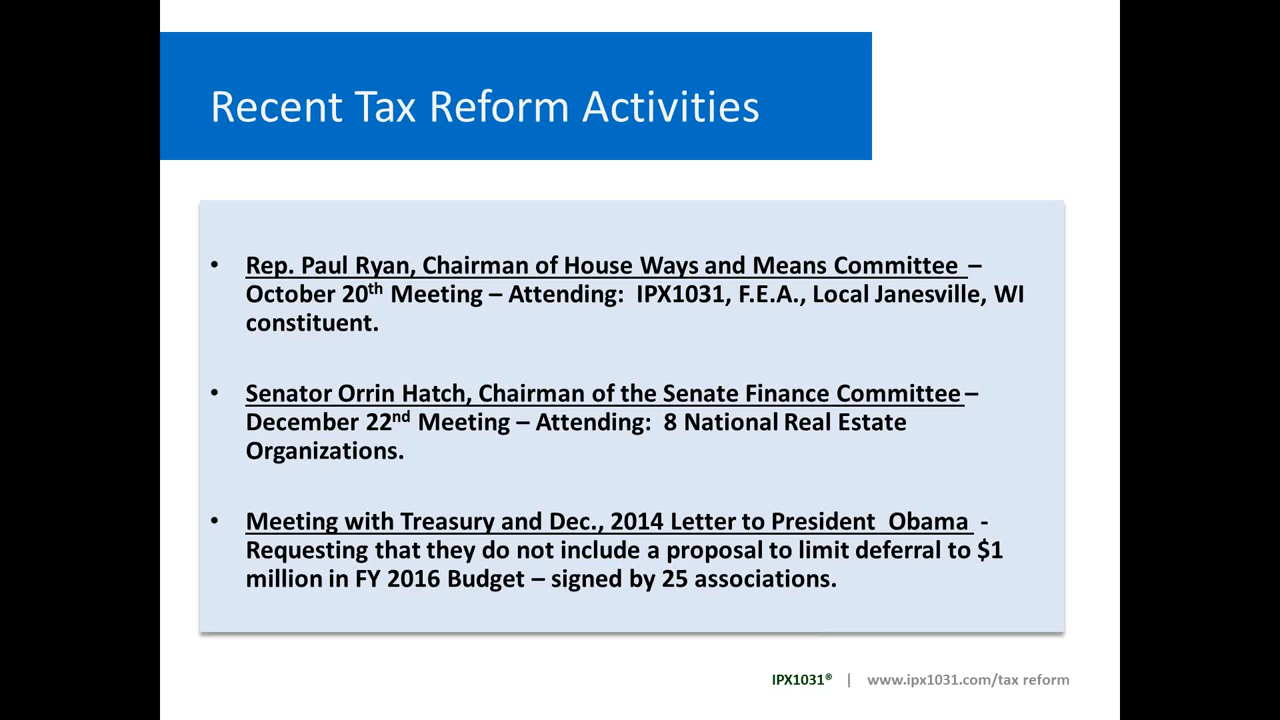 Recent Tax Reform Activities
• Rep. Paul Ryan, Chairman of House Ways and Means Committee –
October 20th Meeting – Attending: IPX1031, F.E.A., Local Janesville, WI
constituent.
• Senator Orrin Hatch, Chairman of the Senate Finance Committee –
December 22nd Meeting – Attending: 8 National Real Estate
Organizations.
• Meeting with Treasury and Dec., 2014 Letter to President Obama -
Requesting that they do not include a proposal to limit deferral to $1
million in FY 2016 Budget – signed by 25 associations.
IPX1031® | www.ipx1031.com/tax reform